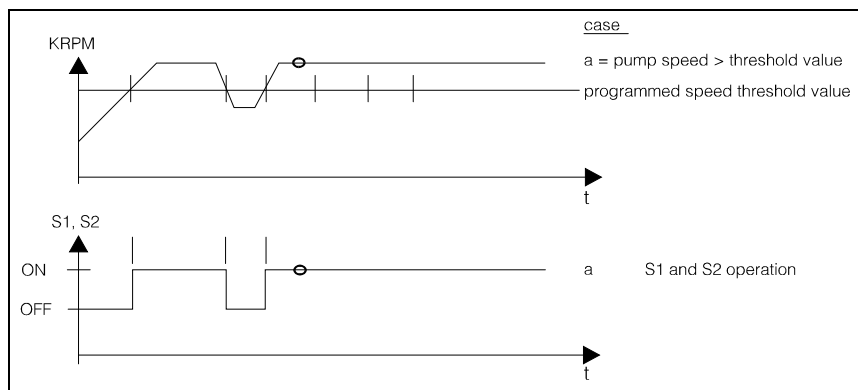 case
KRPM
a = pump speed > threshold value
programmed speed threshold value
t
S1, S2
ON
a S1 and S2 operation
OFF
t